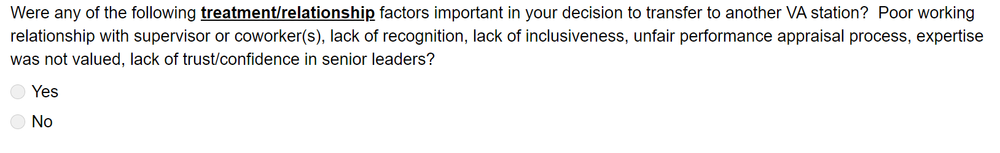 Were any of the following treatment/relationship factors important in your decision to transfer to another VA station?  Poor working
relationship with supervisor or coworker(s), lack of recognition, lack of inclusiveness, unfair performance appraisal process, expertise
was not valued, lack of trust/confidence in senior leaders?
Yes
No